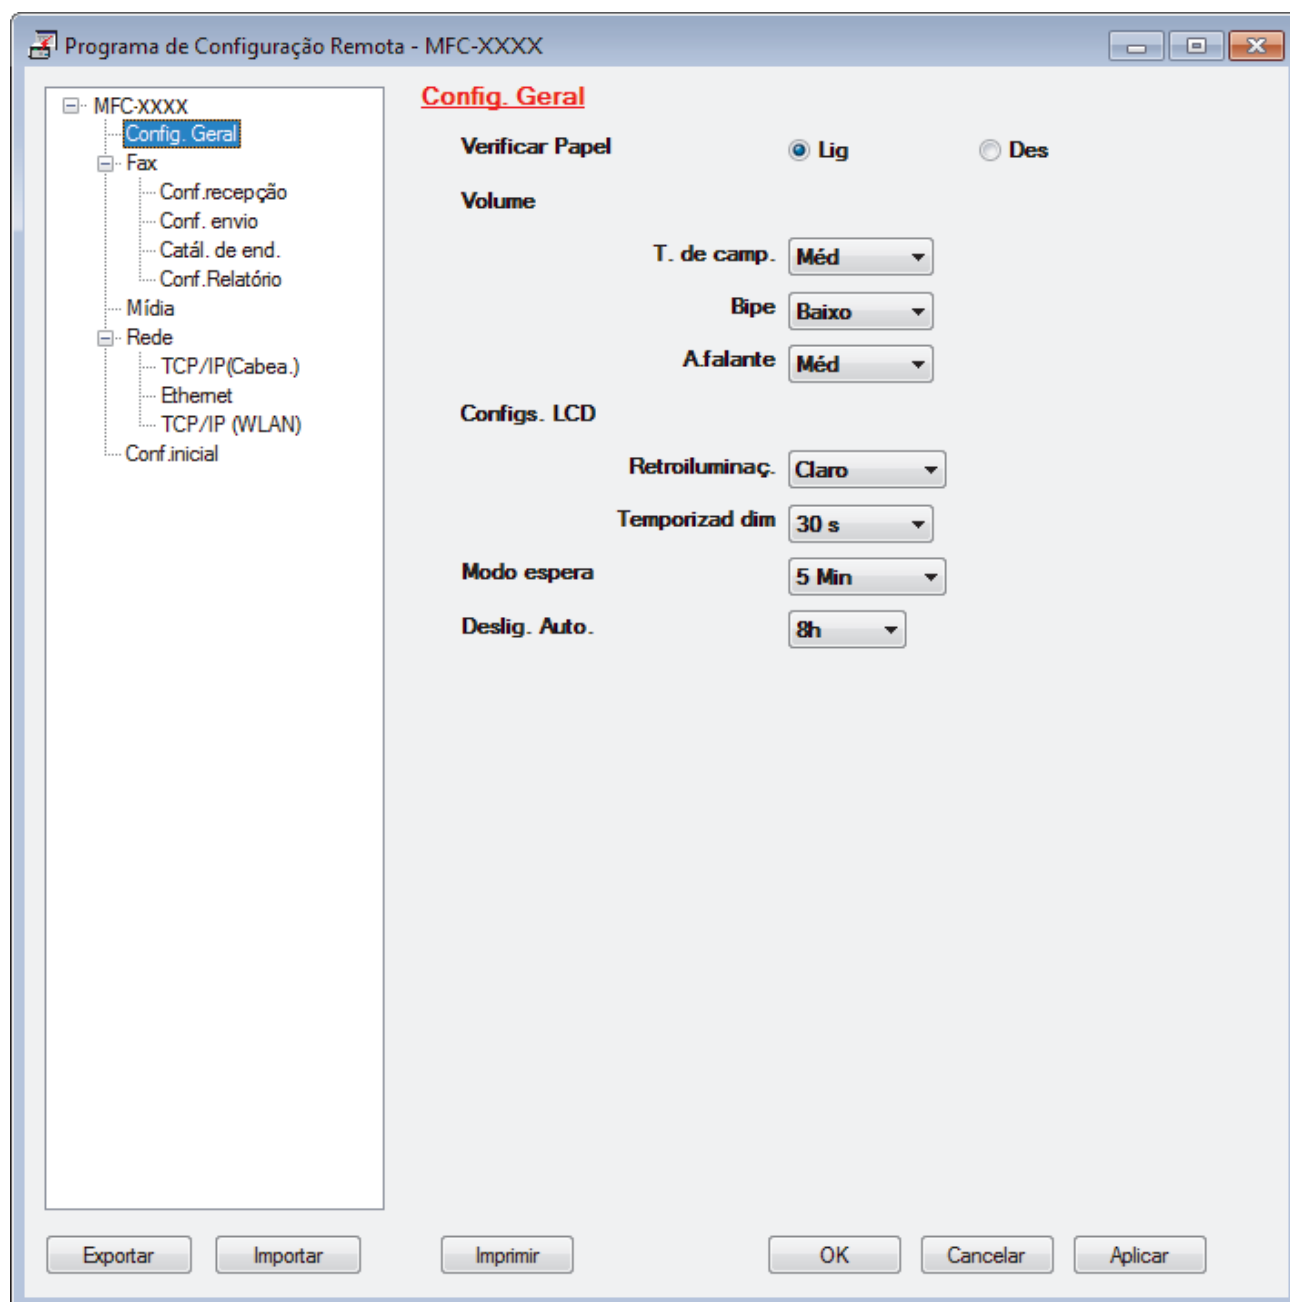 Programa de Configuração Remota - MFC-XXXX
MFC-XXXX
Config. Geral
Fax
Conf.recepção
Conf. envio
Catál. de end.
Conf.Relatório
Mídia
Rede
TCP/IP(Cabea.)
Ethernet
TCP/IP (WLAN)
Conf.inicial
Config. Geral
Verificar Papel Lig Des
Volume
T. de camp. Méd
Bipe Baixo
A.falante Méd
Configs. LCD
Retroiluminaç. Claro
Temporizad dim 30 s
Modo espera 5 Min
Deslig. Auto. 8h
Exportar Importar Imprimir OK Cancelar Aplicar